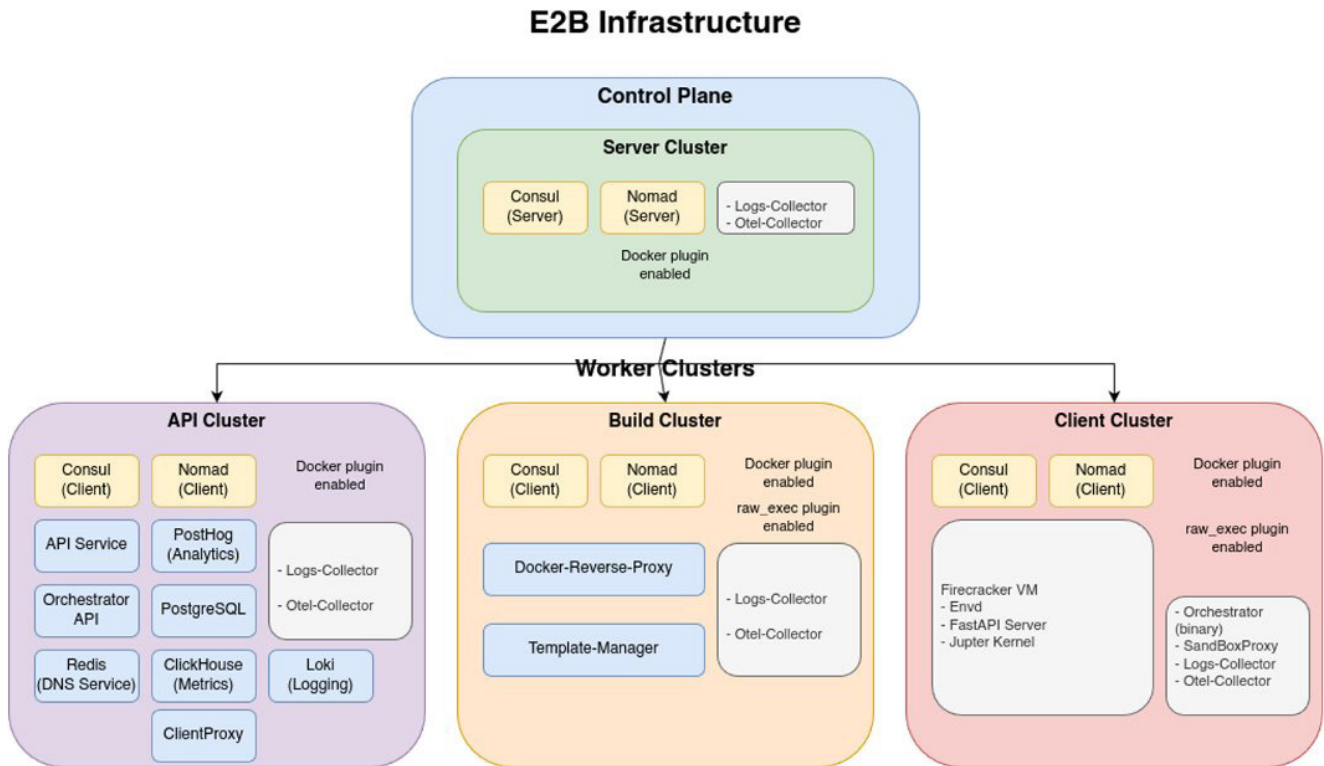 E2B Infrastructure
Control Plane
Server Cluster
Consul
(Server)
Nomad
(Server)
- Logs-Collector
- Otel-Collector
Docker plugin
enabled
Worker Clusters
API Cluster
Consul
(Client)
Nomad
(Client)
Docker plugin
enabled
API Service
PostHog
(Analytics)
- Logs-Collector
- Otel-Collector
Orchestrator
API
PostgreSQL
Redis
(DNS Service)
ClickHouse
(Metrics)
Loki
(Logging)
ClientProxy
Build Cluster
Consul
(Client)
Nomad
(Client)
Docker plugin
enabled
raw_exec plugin
enabled
Docker-Reverse-Proxy
Template-Manager
- Logs-Collector
- Otel-Collector
Client Cluster
Consul
(Client)
Nomad
(Client)
Docker plugin
enabled
raw_exec plugin
enabled
Firecracker VM
- Envd
- FastAPI Server
- Jupter Kernel
- Orchestrator
(binary)
- SandBoxProxy
- Logs-Collector
- Otel-Collector